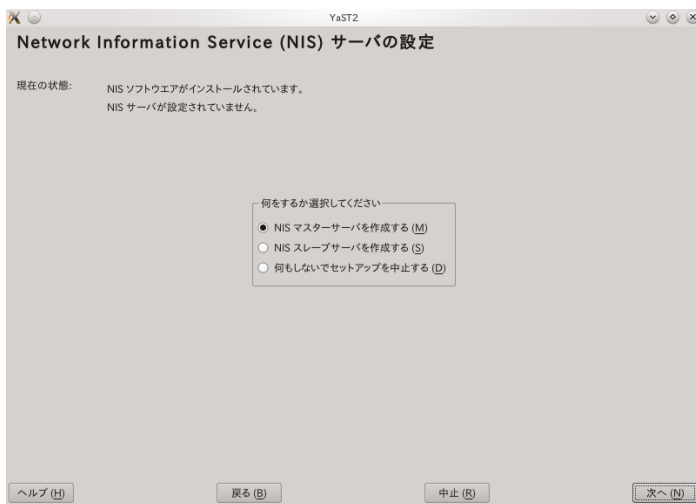 YaST2
Network Information Service (NIS) サーバの設定
現在の状態:
NIS ソフトウエアがインストールされています。
NIS サーバが設定されていません。
何をするか選択してください
NIS マスターサーバを作成する (M)
NIS スレーブサーバを作成する (S)
何もしないでセットアップを中止する (D)
ヘルプ (H)
戻る (B)
中止 (R)
次へ (N)